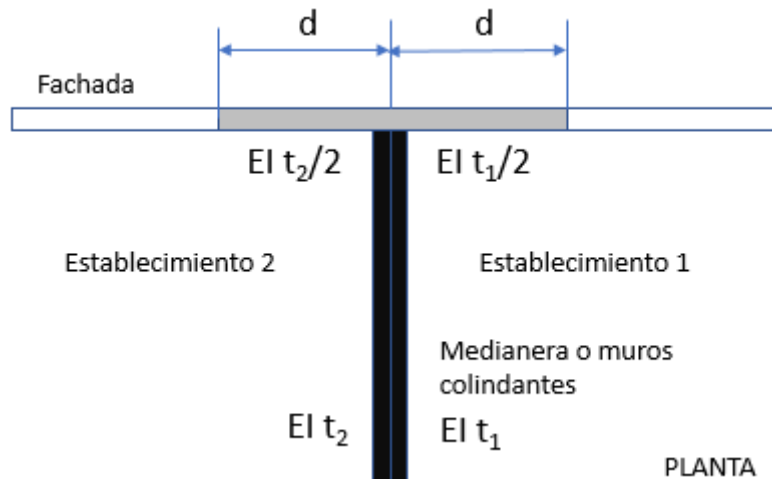 d d
Fachada
EI t₂/2 EI t₁/2
Establecimiento 2 Establecimiento 1
Medianera o muros
colindantes
EI t₂ EI t₁
PLANTA